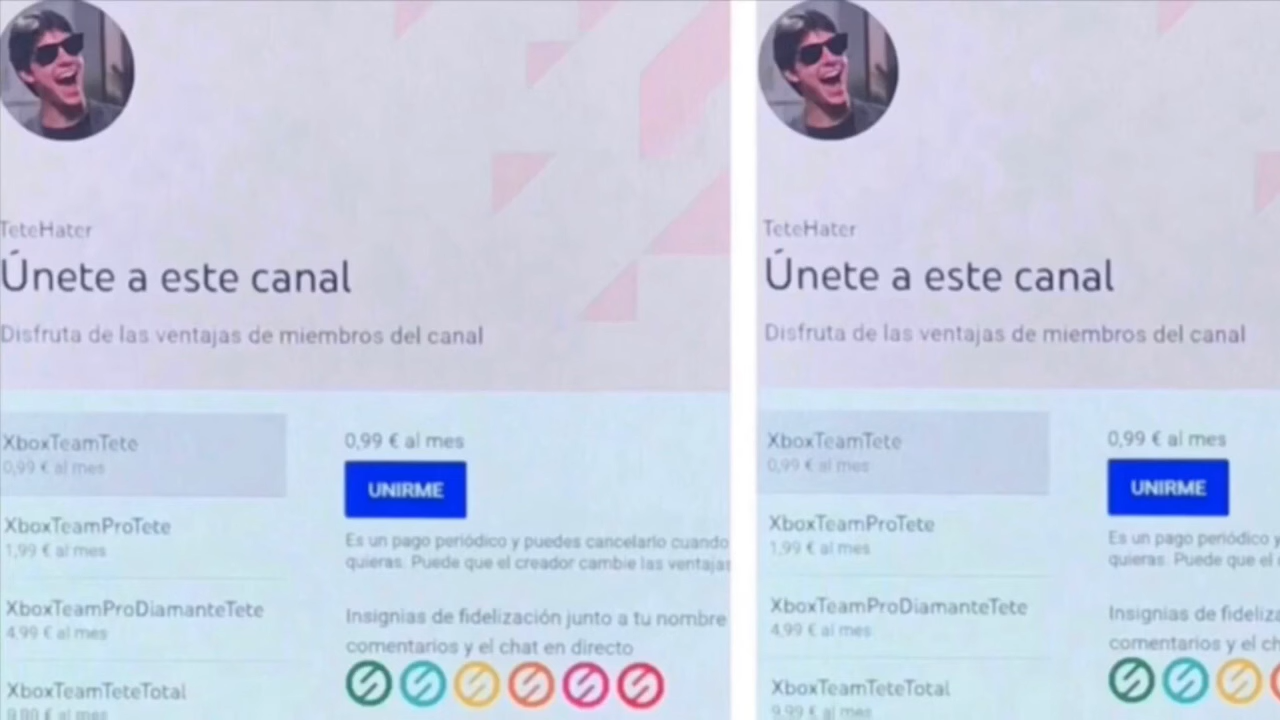 TeteHater
Únete a este canal
Disfruta de las ventajas de miembros del canal
XboxTeamTete
0,99 € al mes
XboxTeamProTete
1,99 € al mes
XboxTeamProDiamanteTete
4,99 € al mes
XboxTeamTeteTotal
0,99 € al mes
UNIRME
Es un pago periódico y puedes cancelarlo cuando
quieras. Puede que el creador cambie las ventajas
Insignias de fidelización junto a tu nombre
comentarios y el chat en directo
TeteHater
Únete a este canal
Disfruta de las ventajas de miembros del canal
XboxTeamTete
0,99 € al mes
XboxTeamProTete
1,99 € al mes
XboxTeamProDiamanteTete
4,99 € al mes
XboxTeamTeteTotal
9,99 € al mes
0,99 € al mes
UNIRME
Es un pago periódico y
quieras. Puede que el
Insignias de
comentarios y el